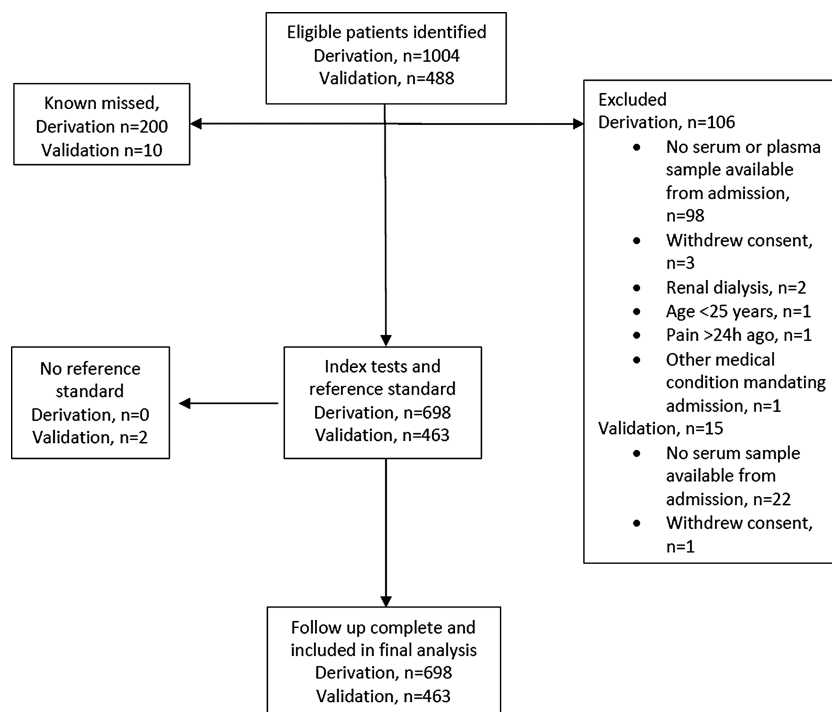 Eligible patients identified
Derivation, n=1004
Validation, n=488
Known missed,
Derivation n=200
Validation n=10
Excluded
Derivation, n=106
• No serum or plasma
sample available
from admission,
n=98
• Withdrew consent,
n=3
• Renal dialysis, n=2
• Age <25 years, n=1
• Pain >24h ago, n=1
• Other medical
condition mandating
admission, n=1
Validation, n=15
• No serum sample
available from
admission, n=22
• Withdrew consent,
n=1
No reference
standard
Derivation, n=0
Validation, n=2
Index tests and
reference standard
Derivation, n=698
Validation, n=463
Follow up complete and
included in final analysis
Derivation, n=698
Validation, n=463